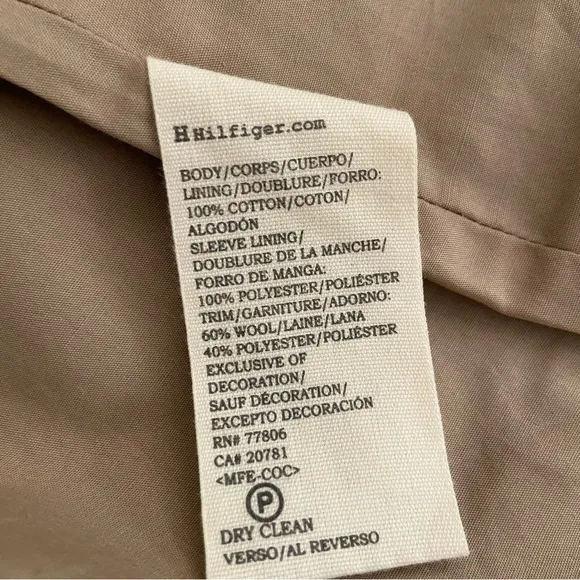 H Hilfiger.com
BODY/CORPS/CUERPO/
LINING/DOUBLURE/FORRO:
100% COTTON/COTON/
ALGODÓN
SLEEVE LINING/
DOUBLURE DE LA MANCHE/
FORRO DE MANGA:
100% POLYESTER/POLIÉSTER
TRIM/GARNITURE/ADORNO:
60% WOOL/LAINE/LANA
40% POLYESTER/POLIÉSTER
EXCLUSIVE OF
DECORATION/
SAUF DÉCORATION/
EXCEPTO DECORACIÓN
RN# 77806
CA# 20781
<MFE-COC>
P
DRY CLEAN
VERSO/AL REVERSO